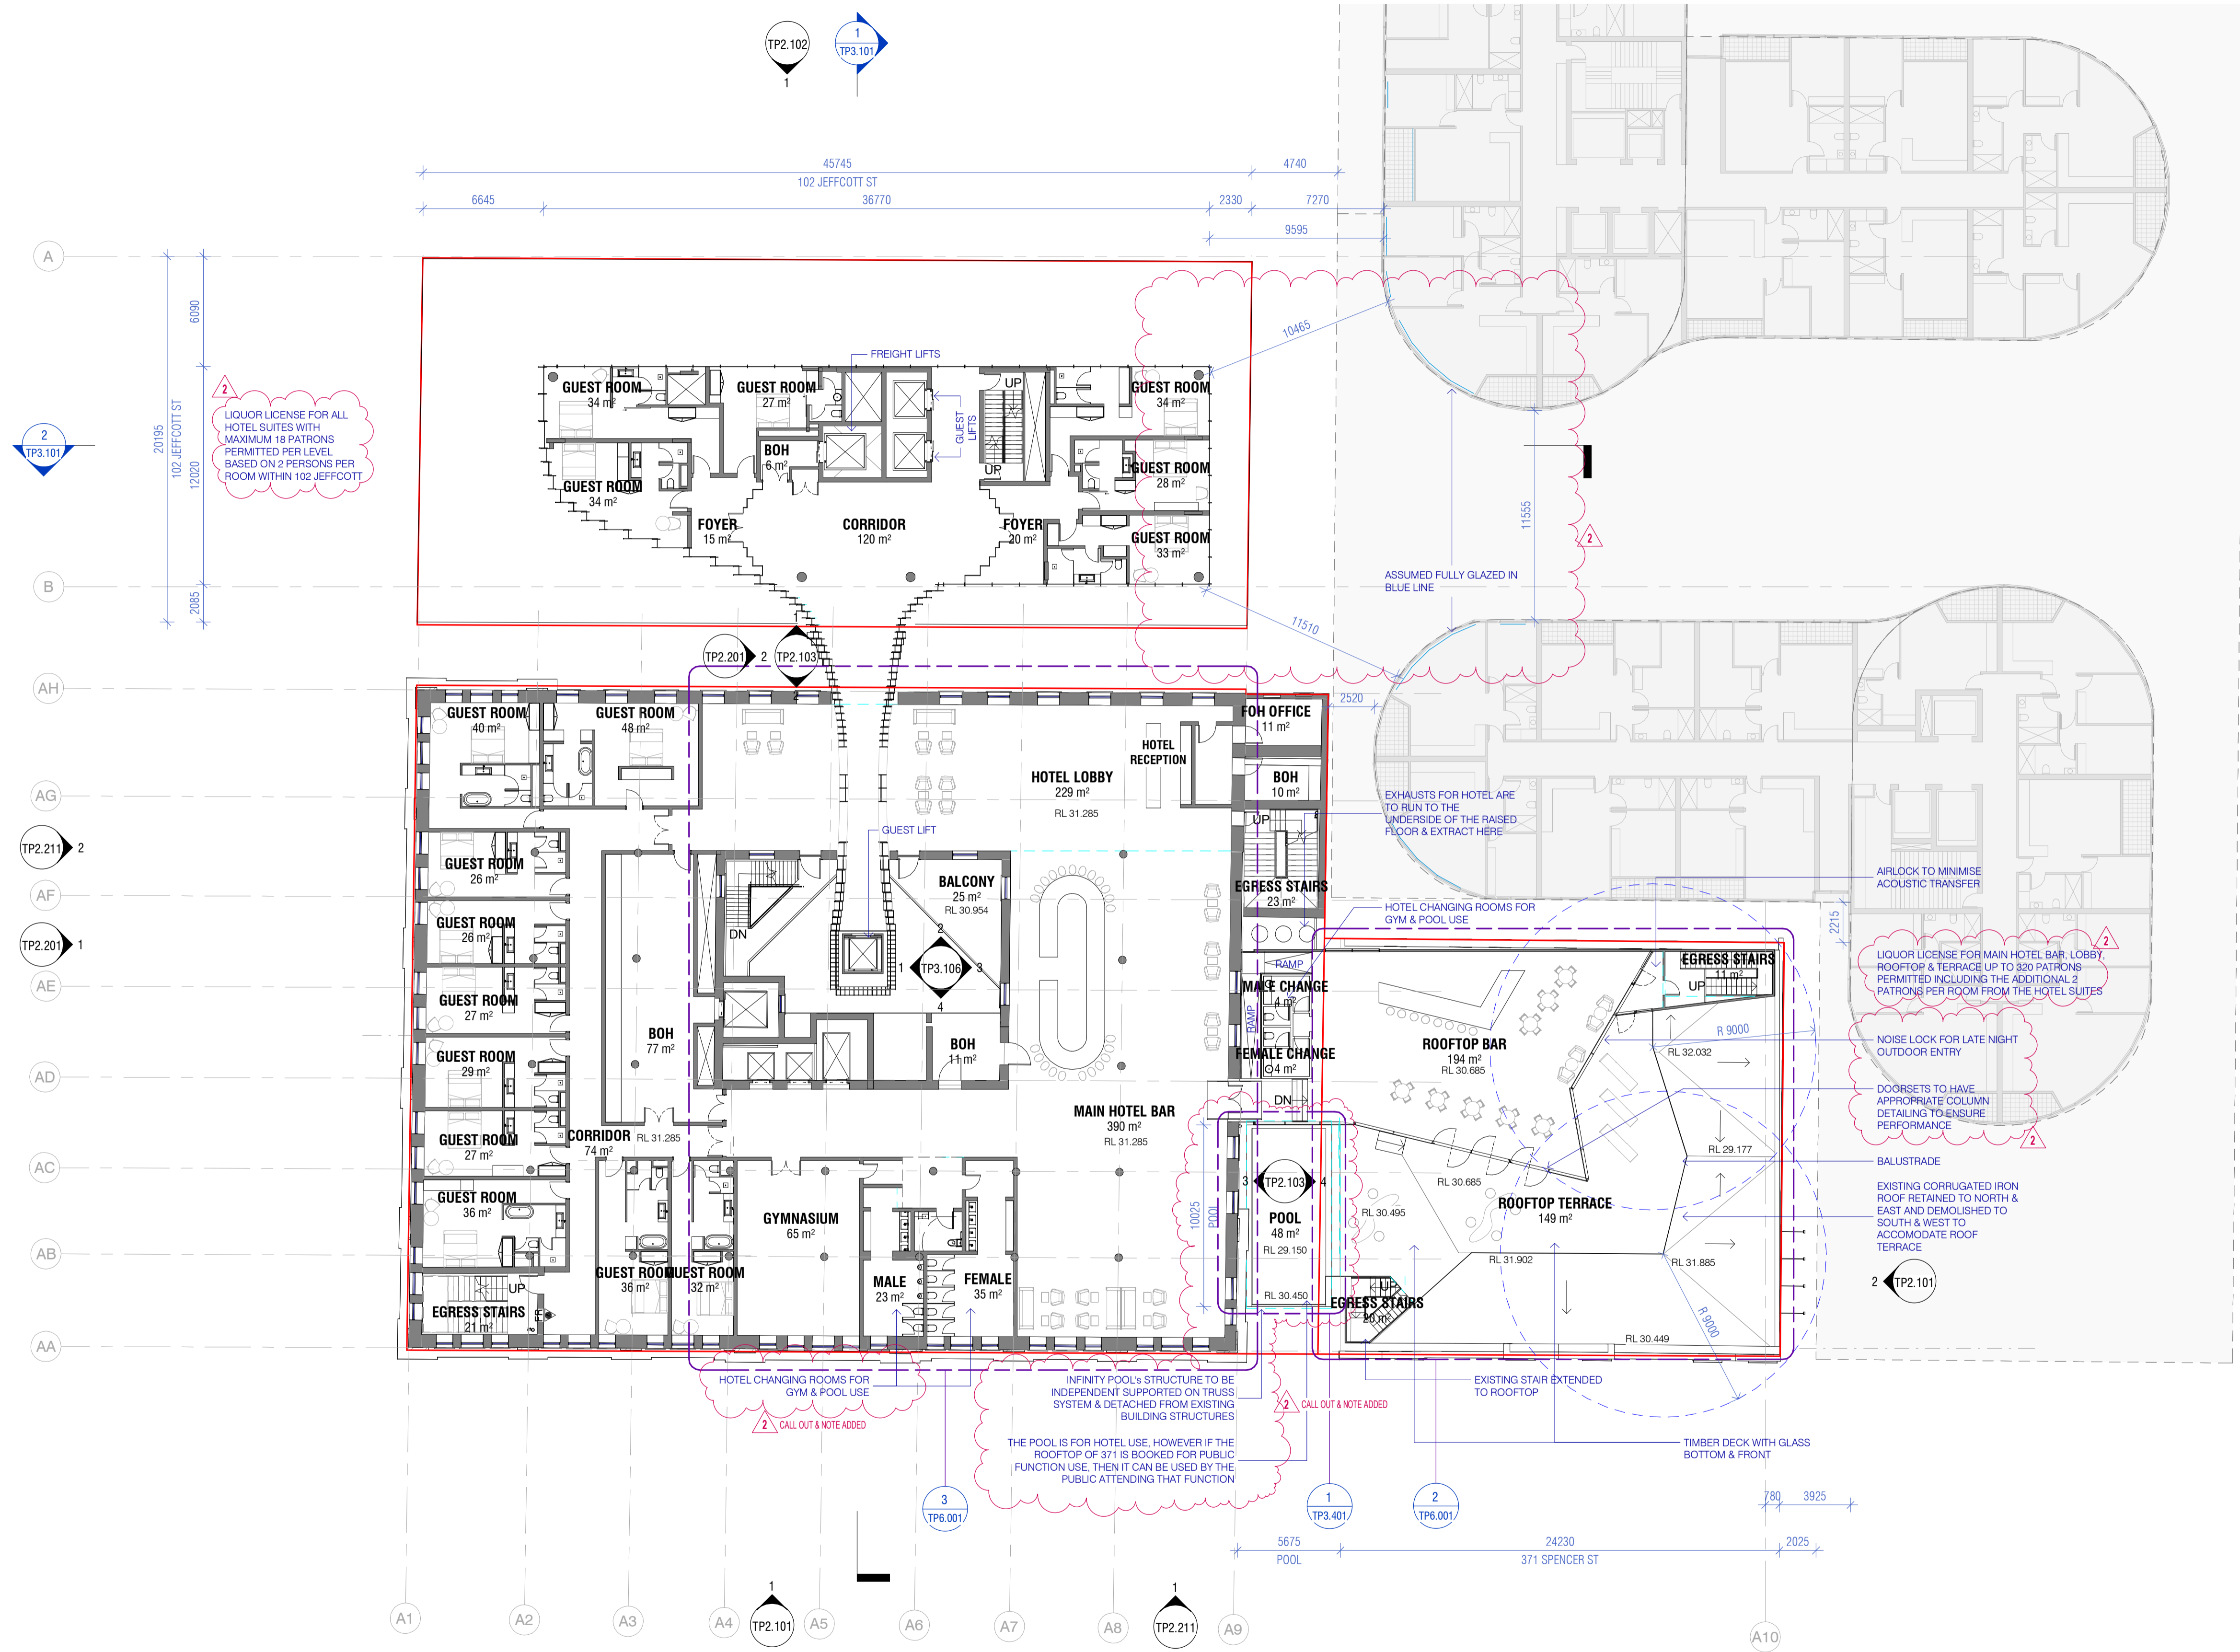 TP2.102
1
1
TP3.101
45745
4740
102 JEFFCOTT ST
6645
36770
2330
7270
9595
A
6090
20195
102 JEFFCOTT ST
12020
2085
B
2
TP3.101
2
LIQUOR LICENSE FOR ALL
HOTEL SUITES WITH
MAXIMUM 18 PATRONS
PERMITTED PER LEVEL
BASED ON 2 PERSONS PER
ROOM WITHIN 102 JEFFCOTT
FREIGHT LIFTS
GUEST ROOM
34 m²
GUEST ROOM
27 m²
UP
GUEST ROOM
34 m²
GUEST
LIFTS
BOH
6 m²
UP
GUEST ROOM
28 m²
GUEST ROOM
34 m²
FOYER
15 m²
CORRIDOR
120 m²
FOYER
20 m²
GUEST ROOM
33 m²
10465
11555
2
ASSUMED FULLY GLAZED IN
BLUE LINE
11510
1
TP2.201
2
TP2.103
2
AH
2520
GUEST ROOM
40 m²
GUEST ROOM
48 m²
FOH OFFICE
11 m²
HOTEL
RECEPTION
HOTEL LOBBY
229 m²
RL 31.285
BOH
10 m²
AG
EXHAUSTS FOR HOTEL ARE
TO RUN TO THE
UNDERSIDE OF THE RAISED
FLOOR & EXTRACT HERE
UP
GUEST LIFT
TP2.211
2
GUEST ROOM
26 m²
BALCONY
25 m²
RL 30.954
EGRESS STAIRS
23 m²
AIRLOCK TO MINIMISE
ACOUSTIC TRANSFER
AF
HOTEL CHANGING ROOMS FOR
GYM & POOL USE
2215
GUEST ROOM
26 m²
DN
2
TP2.201
1
1
TP3.106
3
4
2
LIQUOR LICENSE FOR MAIN HOTEL BAR, LOBBY,
ROOFTOP & TERRACE UP TO 320 PATRONS
PERMITTED INCLUDING THE ADDITIONAL 2
PATRONS PER ROOM FROM THE HOTEL SUITES
EGRESS STAIRS
11 m²
UP
RAMP
AE
GUEST ROOM
27 m²
MALE CHANGE
4 m²
RAMP
R 9000
BOH
77 m²
BOH
11 m²
FEMALE CHANGE
4 m²
ROOFTOP BAR
194 m²
RL 30.685
RL 32.032
NOISE LOCK FOR LATE NIGHT
OUTDOOR ENTRY
AD
GUEST ROOM
29 m²
DOORSETS TO HAVE
APPROPRIATE COLUMN
DETAILING TO ENSURE
PERFORMANCE
2
DN
MAIN HOTEL BAR
390 m²
RL 31.285
GUEST ROOM
27 m²
CORRIDOR
74 m²
RL 31.285
RL 29.177
BALUSTRADE
AC
3
TP2.103
4
RL 30.685
EXISTING CORRUGATED IRON
ROOF RETAINED TO NORTH &
EAST AND DEMOLISHED TO
SOUTH & WEST TO
ACCOMODATE ROOF
TERRACE
GUEST ROOM
36 m²
GYMNASIUM
65 m²
10025
POOL
POOL
48 m²
RL 29.150
RL 30.495
ROOFTOP TERRACE
149 m²
AB
RL 31.902
RL 31.885
2
TP2.101
GUEST ROOM
36 m²
GUEST ROOM
32 m²
MALE
23 m²
FEMALE
35 m²
RL 30.450
UP
EGRESS STAIRS
20 m²
UP
EGRESS STAIRS
21 m²
FR
R 9000
RL 30.449
AA
HOTEL CHANGING ROOMS FOR
GYM & POOL USE
2
CALL OUT & NOTE ADDED
INFINITY POOL's STRUCTURE TO BE
INDEPENDENT SUPPORTED ON TRUSS
SYSTEM & DETACHED FROM EXISTING
BUILDING STRUCTURES
2
CALL OUT & NOTE ADDED
EXISTING STAIR EXTENDED
TO ROOFTOP
THE POOL IS FOR HOTEL USE, HOWEVER IF THE
ROOFTOP OF 371 IS BOOKED FOR PUBLIC
FUNCTION USE, THEN IT CAN BE USED BY THE
PUBLIC ATTENDING THAT FUNCTION
TIMBER DECK WITH GLASS
BOTTOM & FRONT
3
TP6.001
1
TP3.401
2
TP6.001
780
3925
5675
POOL
24230
371 SPENCER ST
2025
1
TP2.101
1
TP2.211
A1
A2
A3
A4
A5
A6
A7
A8
A9
A10